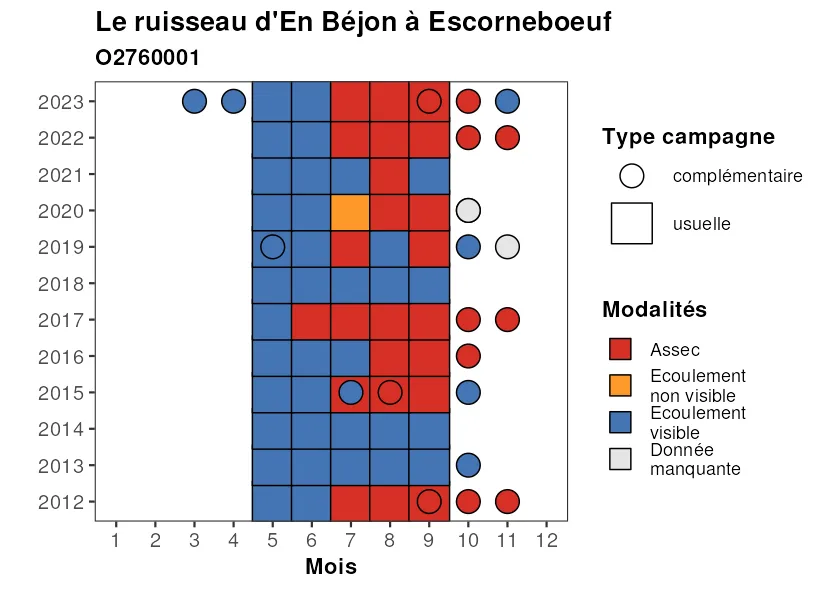 Le ruisseau d'En Béjon à Escorneboeuf
O2760001
2023
2022
2021
2020
2019
2018
2017
2016
2015
2014
2013
2012
1 2 3 4 5 6 7 8 9 10 11 12
Mois
Type campagne
complémentaire
usuelle
Modalités
Assec
Ecoulement
non visible
Ecoulement
visible
Donnée
manquante